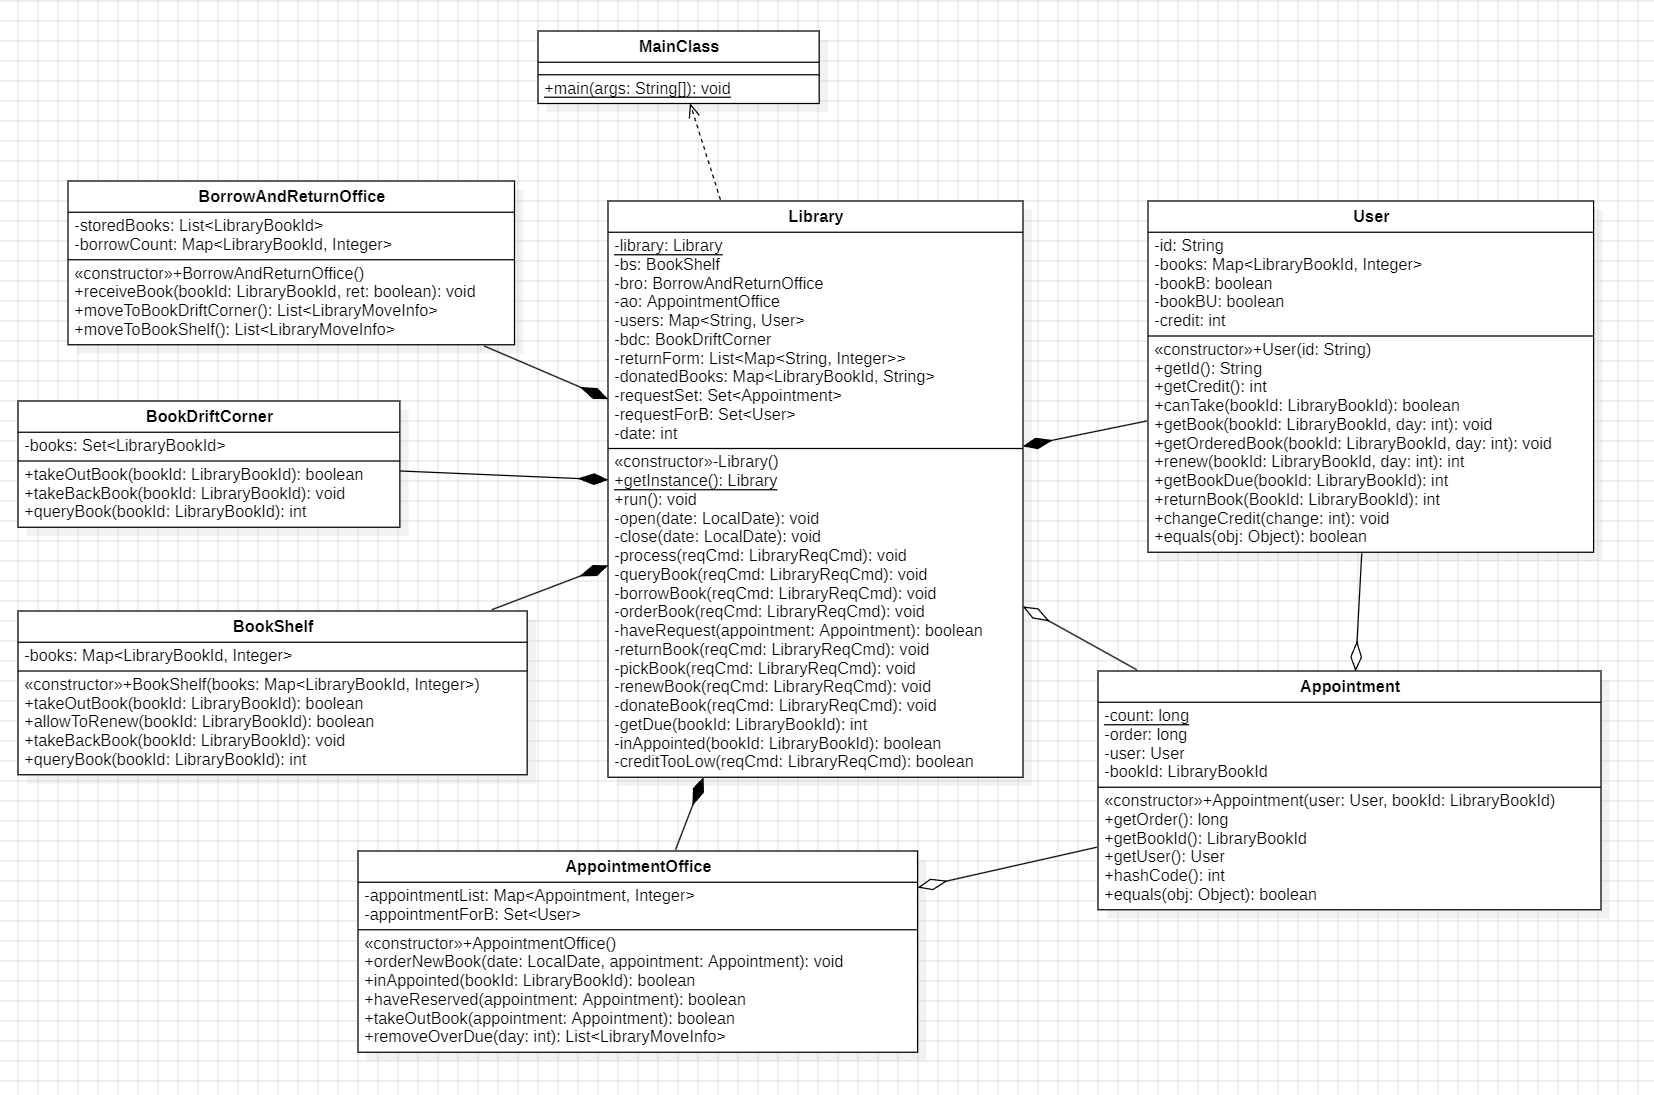 MainClass
+main(args: String[]): void
BorrowAndReturnOffice
-storedBooks: List<LibraryBookId>
-borrowCount: Map<LibraryBookId, Integer>
«constructor»+BorrowAndReturnOffice()
+receiveBook(bookId: LibraryBookId, ret: boolean): void
+moveToBookDriftCorner(): List<LibraryMoveInfo>
+moveToBookShelf(): List<LibraryMoveInfo>
Library
-library: Library
-bs: BookShelf
-bro: BorrowAndReturnOffice
-ao: AppointmentOffice
-users: Map<String, User>
-bdc: BookDriftCorner
-returnForm: List<Map<String, Integer>>
-donatedBooks: Map<LibraryBookId, String>
-requestSet: Set<Appointment>
-requestForB: Set<User>
-date: int
«constructor»-Library()
+getInstance(): Library
+run(): void
-open(date: LocalDate): void
-close(date: LocalDate): void
-process(reqCmd: LibraryReqCmd): void
-queryBook(reqCmd: LibraryReqCmd): void
-borrowBook(reqCmd: LibraryReqCmd): void
-orderBook(reqCmd: LibraryReqCmd): void
-haveRequest(appointment: Appointment): boolean
-returnBook(reqCmd: LibraryReqCmd): void
-pickBook(reqCmd: LibraryReqCmd): void
-renewBook(reqCmd: LibraryReqCmd): void
-donateBook(reqCmd: LibraryReqCmd): void
-getDue(bookId: LibraryBookId): int
-inAppointed(bookId: LibraryBookId): boolean
-creditTooLow(reqCmd: LibraryReqCmd): boolean
User
-id: String
-books: Map<LibraryBookId, Integer>
-bookB: boolean
-bookBU: boolean
-credit: int
«constructor»+User(id: String)
+getId(): String
+getCredit(): int
+canTake(bookId: LibraryBookId): boolean
+getBook(bookId: LibraryBookId, day: int): void
+getOrderedBook(bookId: LibraryBookId, day: int): void
+renew(bookId: LibraryBookId, day: int): int
+getBookDue(bookId: LibraryBookId): int
+returnBook(BookId: LibraryBookId): int
+changeCredit(change: int): void
+equals(obj: Object): boolean
BookDriftCorner
-books: Set<LibraryBookId>
+takeOutBook(bookId: LibraryBookId): boolean
+takeBackBook(bookId: LibraryBookId): void
+queryBook(bookId: LibraryBookId): int
BookShelf
-books: Map<LibraryBookId, Integer>
«constructor»+BookShelf(books: Map<LibraryBookId, Integer>)
+takeOutBook(bookId: LibraryBookId): boolean
+allowToRenew(bookId: LibraryBookId): boolean
+takeBackBook(bookId: LibraryBookId): void
+queryBook(bookId: LibraryBookId): int
Appointment
-count: long
-order: long
-user: User
-bookId: LibraryBookId
«constructor»+Appointment(user: User, bookId: LibraryBookId)
+getOrder(): long
+getBookId(): LibraryBookId
+getUser(): User
+hashCode(): int
+equals(obj: Object): boolean
AppointmentOffice
-appointmentList: Map<Appointment, Integer>
-appointmentForB: Set<User>
«constructor»+AppointmentOffice()
+orderNewBook(date: LocalDate, appointment: Appointment): void
+inAppointed(bookId: LibraryBookId): boolean
+haveReserved(appointment: Appointment): boolean
+takeOutBook(appointment: Appointment): boolean
+removeOverDue(day: int): List<LibraryMoveInfo>